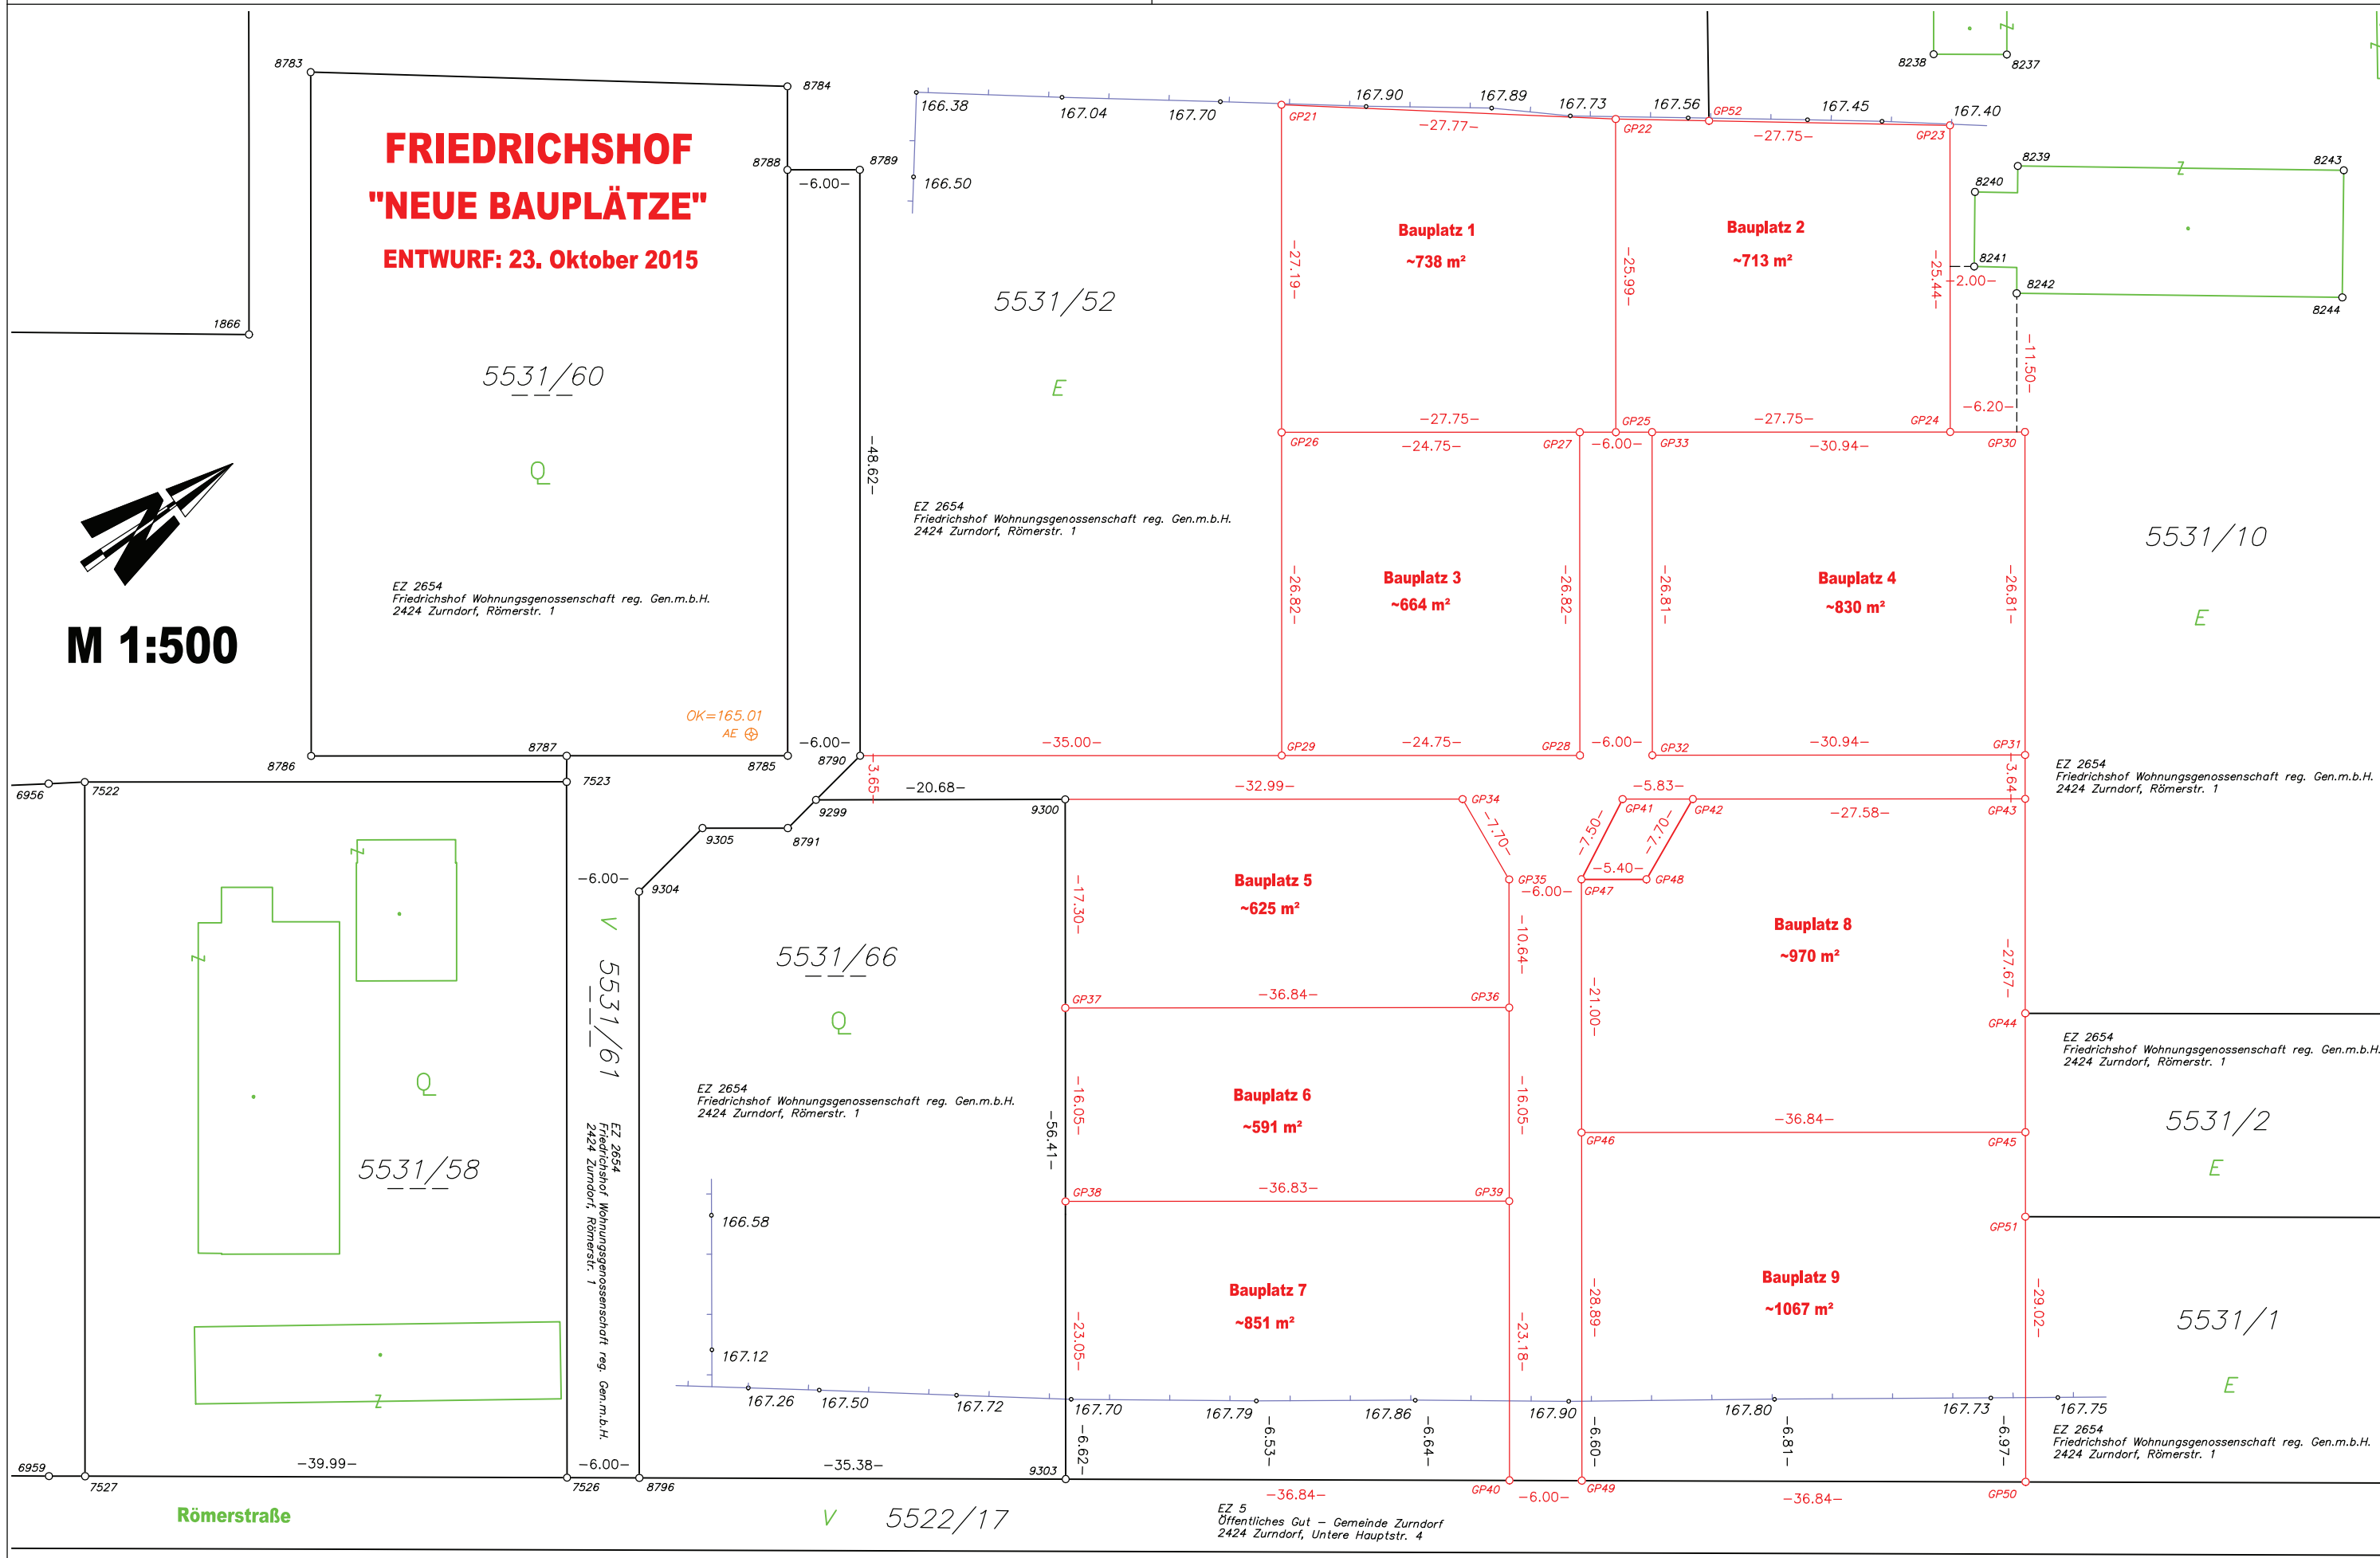 8783
8784
8238
8237
166.38
167.04
167.70
GP21
167.90
167.89
167.73
167.56
GP52
167.45
167.40
-27.77-
GP22
-27.75-
GP23
FRIEDRICHSHOF
"NEUE BAUPLÄTZE"
ENTWURF: 23. Oktober 2015
8788
8789
-6.00-
166.50
8239
8243
8240
8241
8242
8244
-2.00-
Bauplatz 1
~738 m²
Bauplatz 2
~713 m²
-27.19-
-25.99-
-25.44-
-11.50-
5531/52
E
1866
5531/60
Q
-48.62-
-27.75-
GP25
-27.75-
GP24
-6.20-
GP26
-24.75-
GP27
-6.00-
GP33
-30.94-
GP30
EZ 2654
Friedrichshof Wohnungsgenossenschaft reg. Gen.m.b.H.
2424 Zurndorf, Römerstr. 1
5531/10
E
EZ 2654
Friedrichshof Wohnungsgenossenschaft reg. Gen.m.b.H.
2424 Zurndorf, Römerstr. 1
M 1:500
Bauplatz 3
~664 m²
Bauplatz 4
~830 m²
-26.82-
-26.82-
-26.81-
-26.81-
OK=165.01
AE
8786
8787
8785
-6.00-
8790
-35.00-
GP29
-24.75-
GP28
-6.00-
GP32
-30.94-
GP31
-3.65-
-3.64-
EZ 2654
Friedrichshof Wohnungsgenossenschaft reg. Gen.m.b.H.
2424 Zurndorf, Römerstr. 1
6956
7522
7523
9299
-20.68-
9300
-32.99-
GP34
-5.83-
GP41
GP42
-27.58-
GP43
9305
8791
-7.70-
-7.50-
-7.70-
-6.00-
9304
Bauplatz 5
~625 m²
GP35
-6.00-
-5.40-
GP47
GP48
-17.30-
-10.64-
Bauplatz 8
~970 m²
-21.00-
-27.67-
V
5531/61
5531/66
Q
GP37
-36.84-
GP36
GP44
EZ 2654
Friedrichshof Wohnungsgenossenschaft reg. Gen.m.b.H.
2424 Zurndorf, Römerstr. 1
EZ 2654
Friedrichshof Wohnungsgenossenschaft reg. Gen.m.b.H.
2424 Zurndorf, Römerstr. 1
Q
5531/58
EZ 2654
Friedrichshof Wohnungsgenossenschaft reg. Gen.m.b.H.
2424 Zurndorf, Römerstr. 1
-56.41-
-16.05-
Bauplatz 6
~591 m²
-16.05-
GP46
-36.84-
GP45
5531/2
E
GP38
-36.83-
GP39
GP51
166.58
167.12
Bauplatz 7
~851 m²
-23.05-
-23.18-
-28.89-
Bauplatz 9
~1067 m²
-29.02-
5531/1
E
167.26
167.50
167.72
167.70
167.79
167.86
167.90
167.80
167.73
167.75
-6.62-
-6.53-
-6.64-
-6.60-
-6.81-
-6.97-
EZ 2654
Friedrichshof Wohnungsgenossenschaft reg. Gen.m.b.H.
2424 Zurndorf, Römerstr. 1
6959
7527
-39.99-
-6.00-
7526
8796
-35.38-
9303
-36.84-
GP40
-6.00-
GP49
-36.84-
GP50
Römerstraße
V
5522/17
EZ 5
Öffentliches Gut – Gemeinde Zurndorf
2424 Zurndorf, Untere Hauptstr. 4